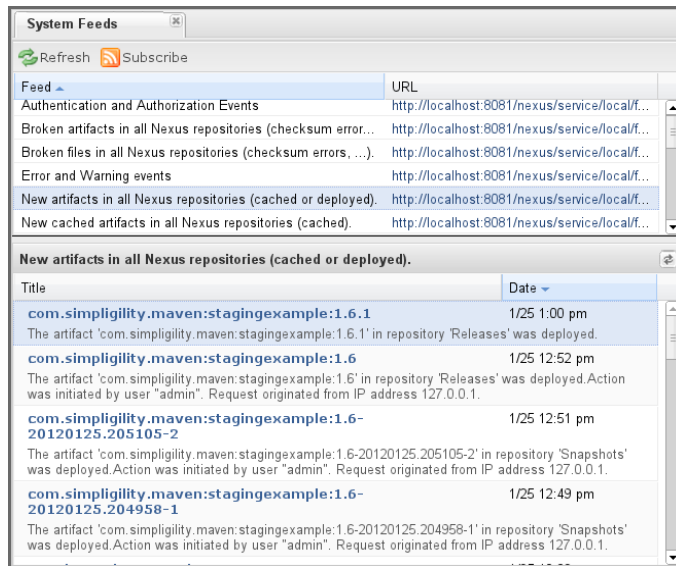 System Feeds
Refresh Subscribe
Feed URL
Authentication and Authorization Events http://localhost:8081/nexus/service/local/f...
Broken artifacts in all Nexus repositories (checksum error... http://localhost:8081/nexus/service/local/f...
Broken files in all Nexus repositories (checksum errors, ...). http://localhost:8081/nexus/service/local/f...
Error and Warning events http://localhost:8081/nexus/service/local/f...
New artifacts in all Nexus repositories (cached or deployed). http://localhost:8081/nexus/service/local/f...
New cached artifacts in all Nexus repositories (cached). http://localhost:8081/nexus/service/local/f...
New artifacts in all Nexus repositories (cached or deployed).
Title Date
com.simpligility.maven:stagingexample:1.6.1 1/25 1:00 pm
The artifact 'com.simpligility.maven:stagingexample:1.6.1' in repository 'Releases' was deployed.
com.simpligility.maven:stagingexample:1.6 1/25 12:52 pm
The artifact 'com.simpligility.maven:stagingexample:1.6' in repository 'Releases' was deployed.Action
was initiated by user "admin". Request originated from IP address 127.0.0.1.
com.simpligility.maven:stagingexample:1.6- 1/25 12:51 pm
20120125.205105-2
The artifact 'com.simpligility.maven:stagingexample:1.6-20120125.205105-2' in repository 'Snapshots'
was deployed.Action was initiated by user "admin". Request originated from IP address 127.0.0.1.
com.simpligility.maven:stagingexample:1.6- 1/25 12:49 pm
20120125.204958-1
The artifact 'com.simpligility.maven:stagingexample:1.6-20120125.204958-1' in repository 'Snapshots'
was deployed.Action was initiated by user "admin". Request originated from IP address 127.0.0.1.